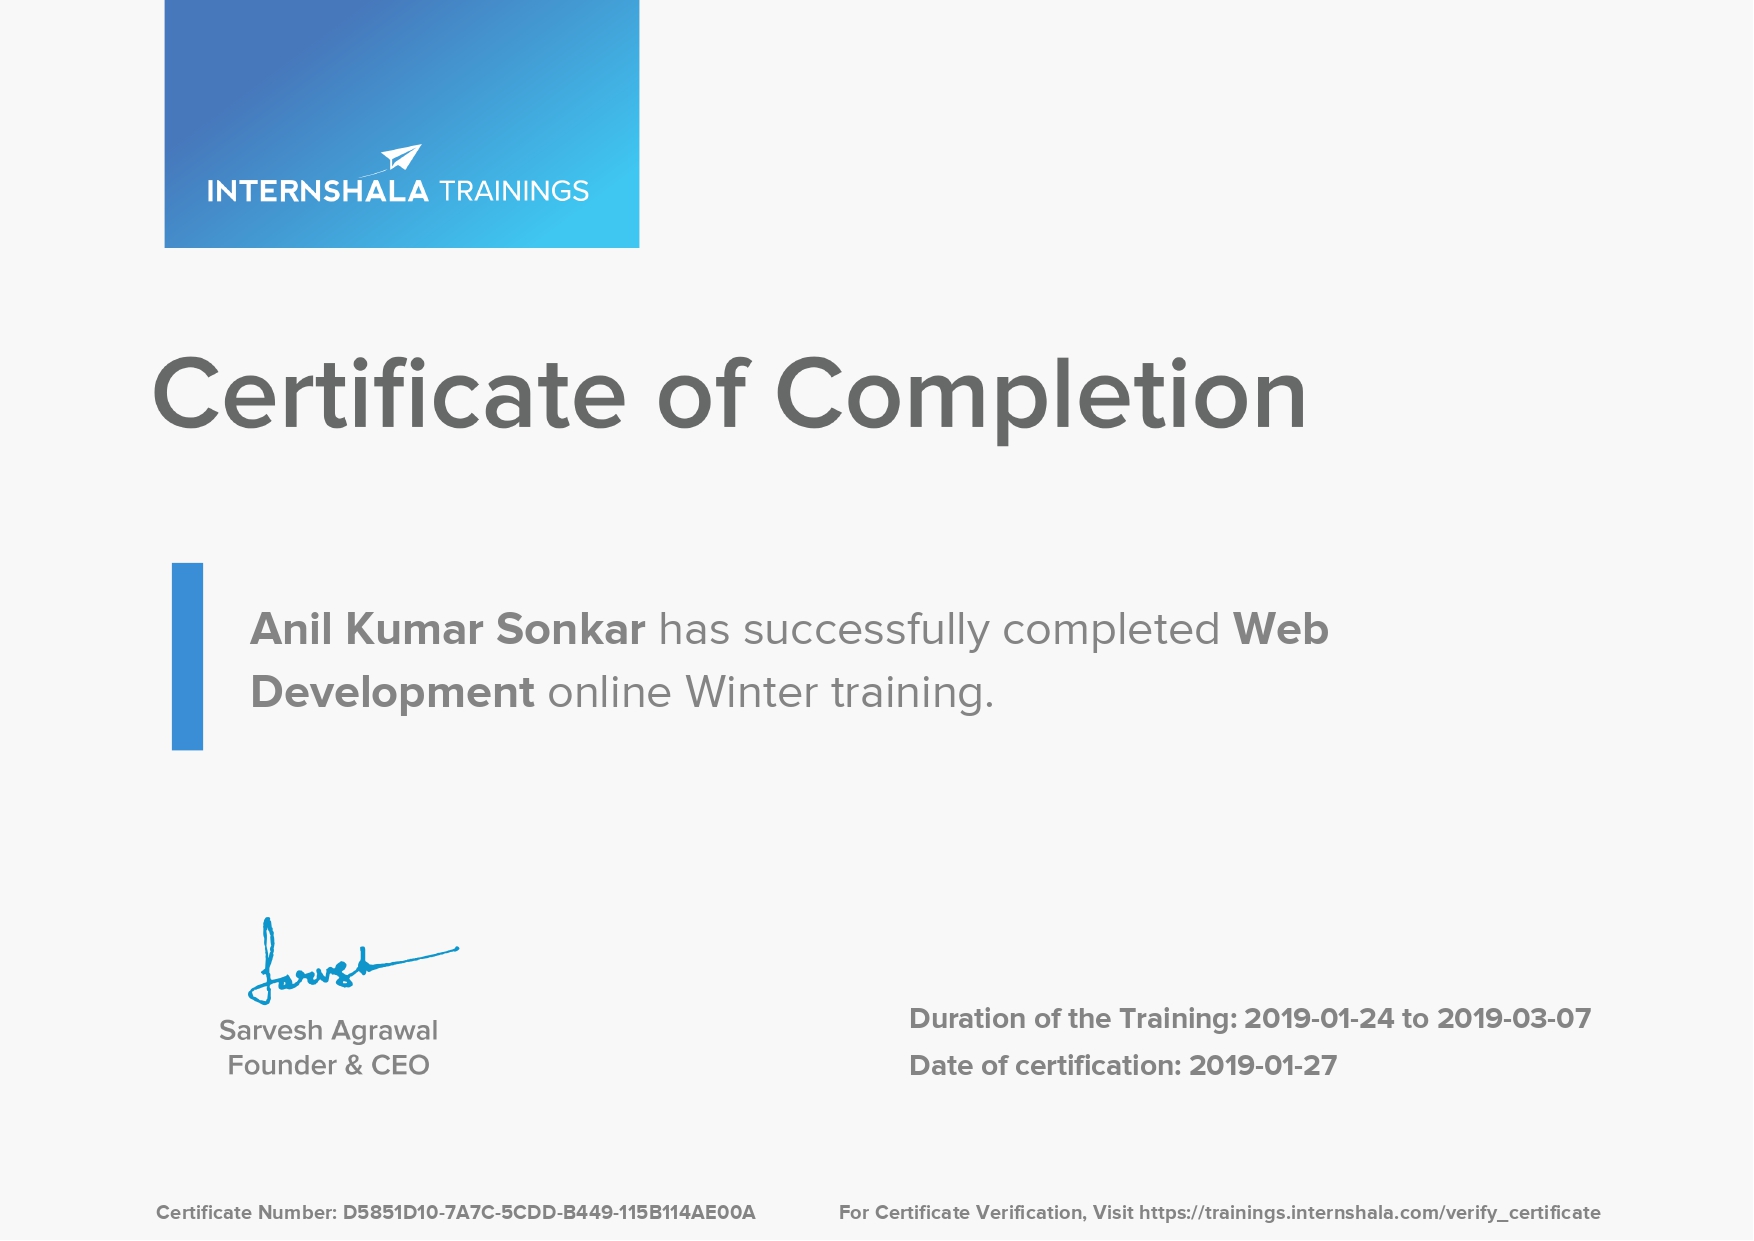 INTERNSHALA TRAININGS
Certificate of Completion
Anil Kumar Sonkar has successfully completed Web
Development online Winter training.
Sarvesh
Sarvesh Agrawal
Founder & CEO
Duration of the Training: 2019-01-24 to 2019-03-07
Date of certification: 2019-01-27
Certificate Number: D5851D10-7A7C-5CDD-B449-115B114AE00A
For Certificate Verification, Visit https://trainings.internshala.com/verify_certificate